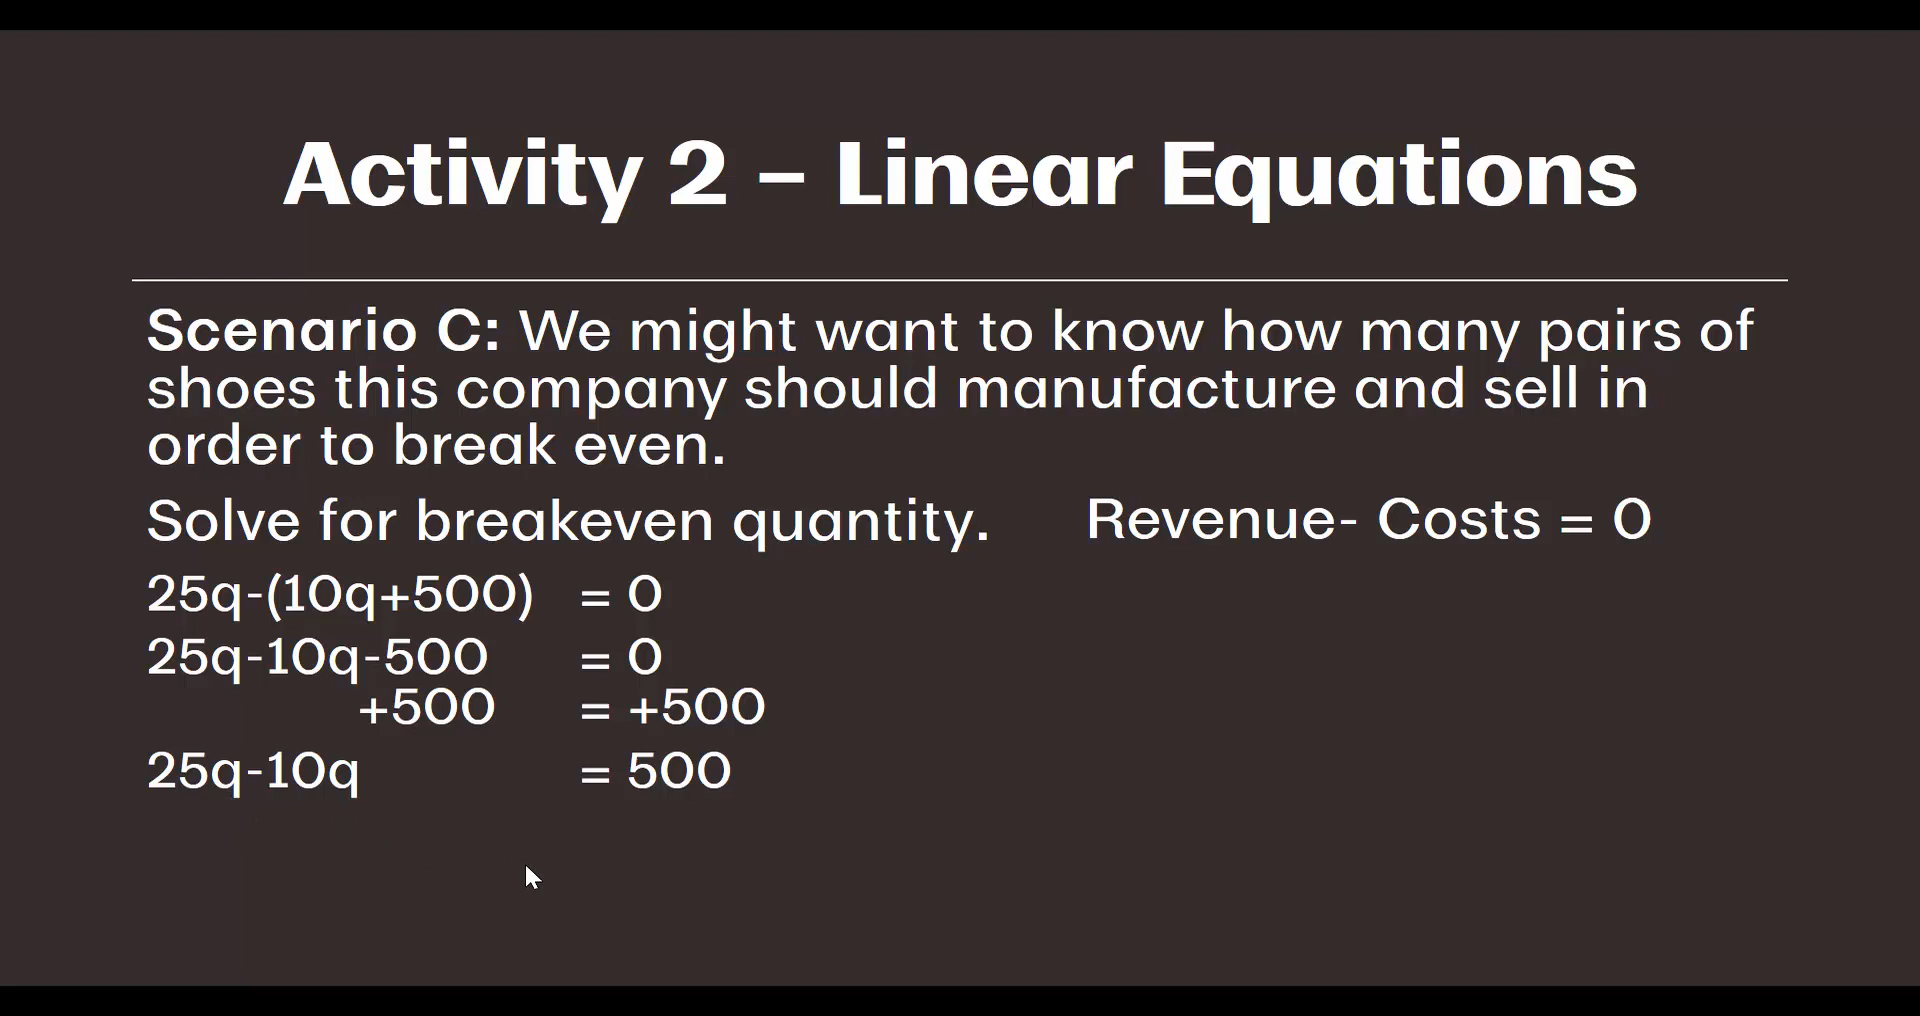 Activity 2 – Linear Equations
Scenario C: We might want to know how many pairs of
shoes this company should manufacture and sell in
order to break even.
Solve for breakeven quantity. Revenue- Costs = 0
25q-(10q+500) = 0
25q-10q-500 = 0
+500 = +500
25q-10q = 500